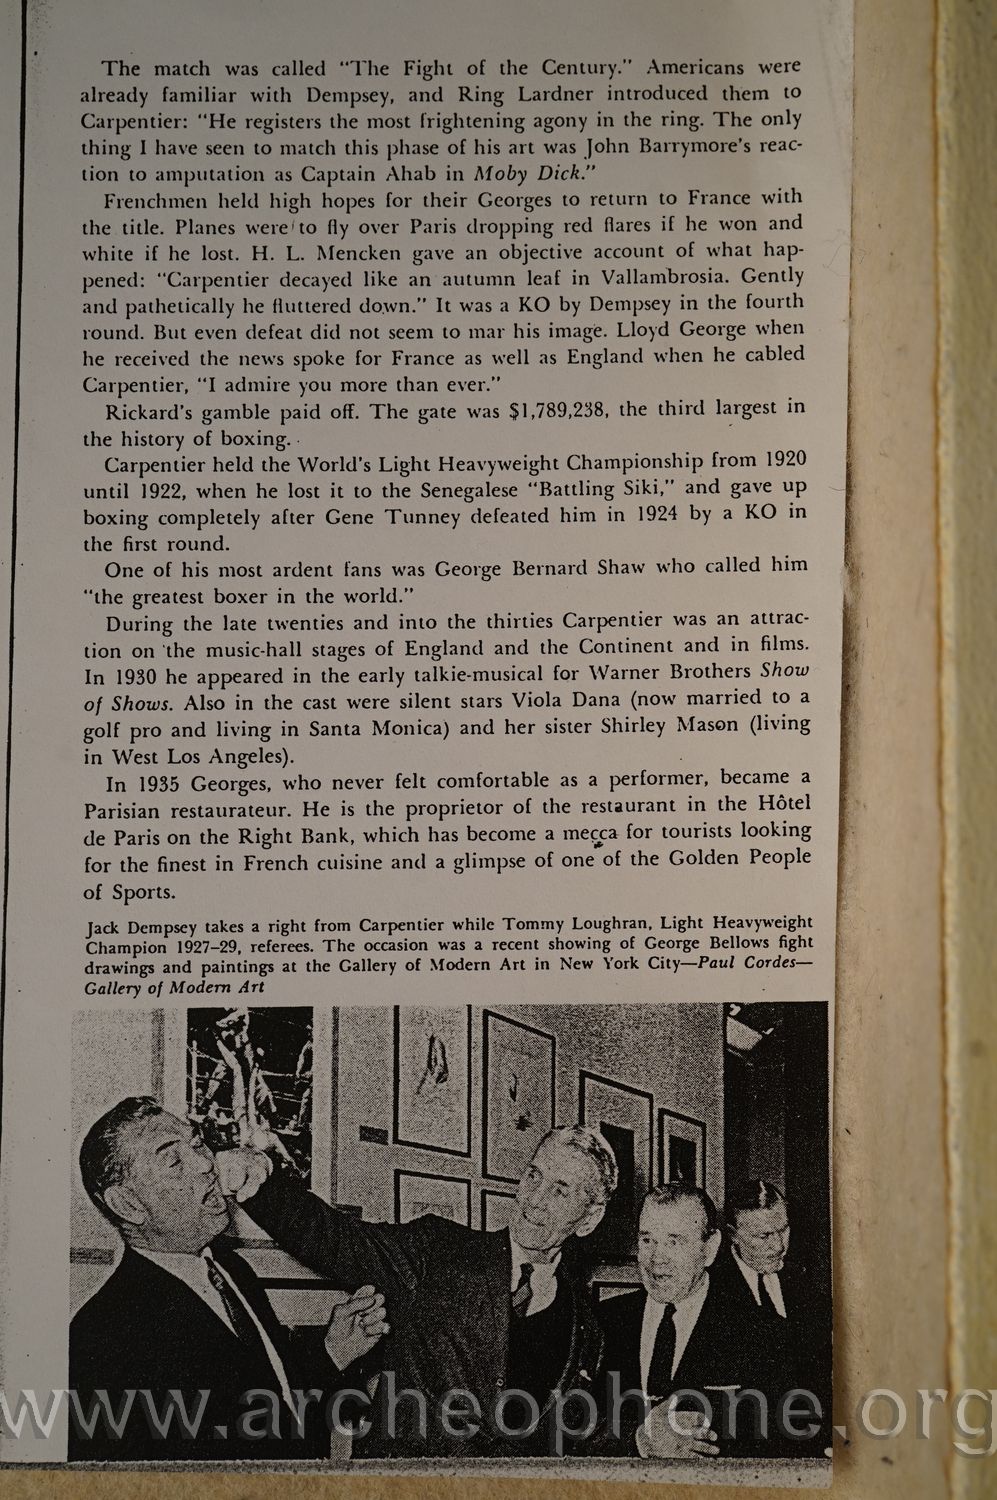 The match was called "The Fight of the Century." Americans were
already familiar with Dempsey, and Ring Lardner introduced them to
Carpentier: "He registers the most frightening agony in the ring. The only
thing I have seen to match this phase of his art was John Barrymore's reac-
tion to amputation as Captain Ahab in Moby Dick."
Frenchmen held high hopes for their Georges to return to France with
the title. Planes were to fly over Paris dropping red flares if he won and
white if he lost. H. L. Mencken gave an objective account of what hap-
pened: "Carpentier decayed like an autumn leaf in Vallambrosia. Gently
and pathetically he fluttered down." It was a KO by Dempsey in the fourth
round. But even defeat did not seem to mar his image. Lloyd George when
he received the news spoke for France as well as England when he cabled
Carpentier, "I admire you more than ever."
Rickard's gamble paid off. The gate was $1,789,238, the third largest in
the history of boxing.
Carpentier held the World's Light Heavyweight Championship from 1920
until 1922, when he lost it to the Senegalese "Battling Siki," and gave up
boxing completely after Gene Tunney defeated him in 1924 by a KO in
the first round.
One of his most ardent fans was George Bernard Shaw who called him
"the greatest boxer in the world."
During the late twenties and into the thirties Carpentier was an attrac-
tion on the music-hall stages of England and the Continent and in films.
In 1930 he appeared in the early talkie-musical for Warner Brothers Show
of Shows. Also in the cast were silent stars Viola Dana (now married to a
golf pro and living in Santa Monica) and her sister Shirley Mason (living
in West Los Angeles).
In 1935 Georges, who never felt comfortable as a performer, became a
Parisian restaurateur. He is the proprietor of the restaurant in the Hôtel
de Paris on the Right Bank, which has become a mecca for tourists looking
for the finest in French cuisine and a glimpse of one of the Golden People
of Sports.
Jack Dempsey takes a right from Carpentier while Tommy Loughran, Light Heavyweight
Champion 1927–29, referees. The occasion was a recent showing of George Bellows fight
drawings and paintings at the Gallery of Modern Art in New York City—Paul Cordes—
Gallery of Modern Art
www.archeophone.org